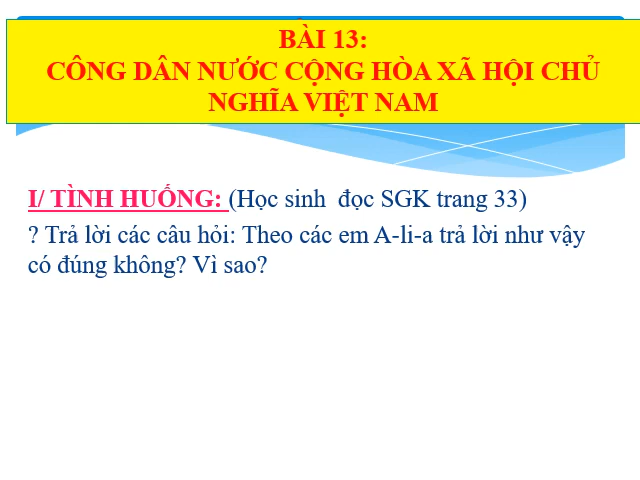 BÀI 13:
CÔNG DÂN NƯỚC CỘNG HÒA XÃ HỘI CHỦ
NGHĨA VIỆT NAM
I/ TÌNH HUỐNG: (Học sinh đọc SGK trang 33)
? Trả lời các câu hỏi: Theo các em A-li-a trả lời như vậy
có đúng không? Vì sao?